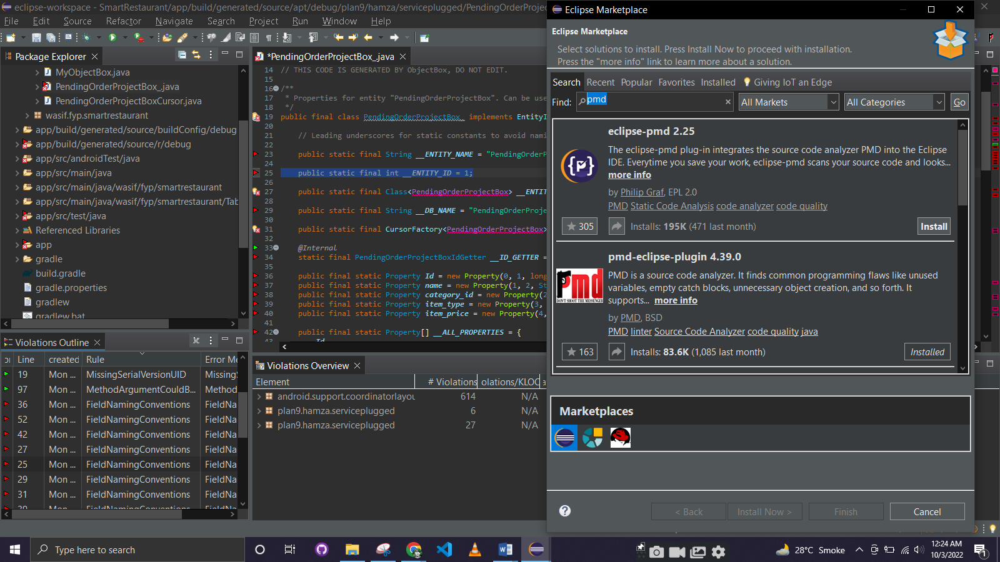 eclipse-workspace - SmartRestaurant/app/build/generated/source/apt/debug/plan9/hamza/serviceplugged/PendingOrderProjec
File Edit Source Refactor Navigate Search Project Run Window Help
Package Explorer
MyObjectBox.java
PendingOrderProjectBox_.java
PendingOrderProjectBoxCursor.java
wasif.fyp.smartrestaurant
app/build/generated/source/buildConfig/debug
app/build/generated/source/r/debug
app/src/androidTest/java
app/src/main/java
app/src/main/java/wasif/fyp/smartrestaurant
app/src/main/java/wasif/fyp/smartrestaurant/Tab
app/src/test/java
Referenced Libraries
app
gradle
build.gradle
gradle.properties
gradlew
gradlew.bat
*PendingOrderProjectBox_.java
14 // THIS CODE IS GENERATED BY ObjectBox, DO NOT EDIT.
15
16 /**
17 * Properties for entity "PendingOrderProjectBox". Can be use
18 */
19 public final class PendingOrderProjectBox_ implements EntityI
20
21 // Leading underscores for static constants to avoid nami
22
23 public static final String __ENTITY_NAME = "PendingOrderP
24
25 public static final int __ENTITY_ID = 1;
26
27 public static final Class<PendingOrderProjectBox> __ENTI
28
29 public static final String __DB_NAME = "PendingOrderProje
30
31 public static final CursorFactory<PendingOrderProjectBox>
32
33 @Internal
34 static final PendingOrderProjectBoxIdGetter __ID_GETTER =
35
36 public final static Property Id = new Property(0, 1, long
37 public final static Property name = new Property(1, 2, St
38 public final static Property category_id = new Property(2
39 public final static Property item_type = new Property(3,
40 public final static Property item_price = new Property(4,
41
42 public final static Property[] __ALL_PROPERTIES = {
43 Id
Violations Outline
Line created Rule Error Me
19 Mon ... MissingSerialVersionUID MissingS
97 Mon ... MethodArgumentCouldB... Method
36 Mon ... FieldNamingConventions FieldNa
52 Mon ... FieldNamingConventions FieldNa
42 Mon ... FieldNamingConventions FieldNa
27 Mon ... FieldNamingConventions FieldNa
25 Mon ... FieldNamingConventions FieldNa
29 Mon ... FieldNamingConventions FieldNa
31 Mon ... FieldNamingConventions FieldNa
Violations Overview
Element # Violations olations/KLOC
android.support.coordinatorlayou 614 N/A
plan9.hamza.serviceplugged 6 N/A
plan9.hamza.serviceplugged 27 N/A
Eclipse Marketplace
Eclipse Marketplace
Select solutions to install. Press Install Now to proceed with installation.
Press the "more info" link to learn more about a solution.
Search Recent Popular Favorites Installed Giving IoT an Edge
Find: pmd All Markets All Categories Go
eclipse-pmd 2.25
The eclipse-pmd plug-in integrates the source code analyzer PMD into the Eclipse
IDE. Everytime you save your work, eclipse-pmd scans your source code and looks...
more info
by Philip Graf, EPL 2.0
PMD Static Code Analysis code analyzer code quality
305 Installs: 195K (471 last month) Install
pmd-eclipse-plugin 4.39.0
Pmd
DON'T SHOOT THE MESSENGER
PMD is a source code analyzer. It finds common programming flaws like unused
variables, empty catch blocks, unnecessary object creation, and so forth. It
supports... more info
by PMD, BSD
PMD linter Source Code Analyzer code quality java
163 Installs: 83.6K (1,085 last month) Installed
Marketplaces
< Back Install Now > Finish Cancel
Type here to search
28°C Smoke
12:24 AM
10/3/2022
1